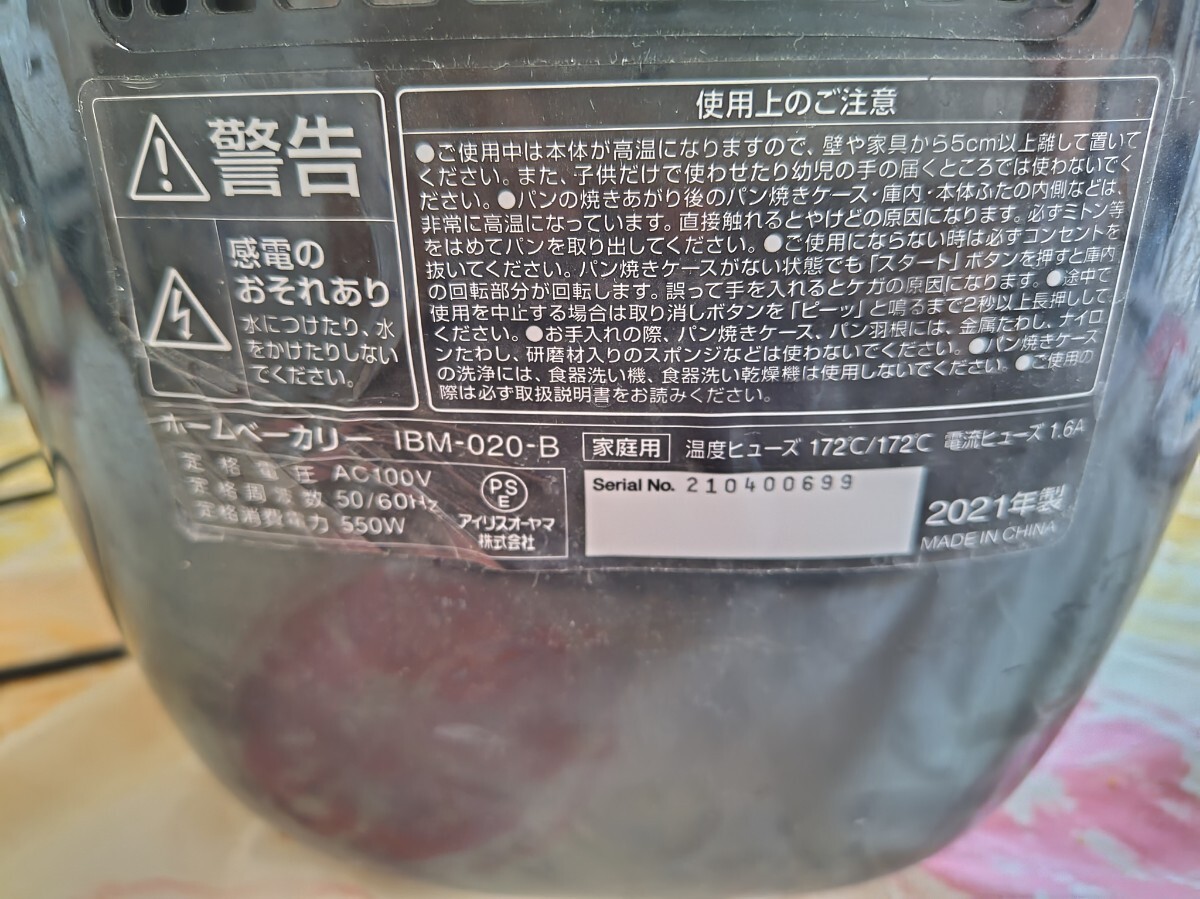 警告
感電の
おそれあり
水につけたり、水
をかけたりしない
でください。
使用上のご注意
●ご使用中は本体が高温になりますので、壁や家具から5cm以上離して置いて
ください。また、子供だけで使わせたり幼児の手の届くところでは使わないでく
ださい。●パンの焼きあがり後のパン焼きケース・庫内・本体ふたの内側などは、
非常に高温になっています。直接触れるとやけどの原因になります。必ずミトン等
をはめてパンを取り出してください。●ご使用にならない時は必ずコンセントを
抜いてください。パン焼きケースがない状態でも「スタート」ボタンを押すと庫内
の回転部分が回転します。誤って手を入れるとケガの原因になります。●途中で
使用を中止する場合は取り消しボタンを「ピーッ」と鳴るまで2秒以上長押しして
ください。●お手入れの際、パン焼きケース、パン羽根には、金属たわし、ナイロ
ンたわし、研磨材入りのスポンジなどは使わないでください。●パン焼きケース
の洗浄には、食器洗い機、食器洗い乾燥機は使用しないでください。●ご使用の
際は必ず取扱説明書をお読みください。
ホームベーカリー IBM-020-B 家庭用 温度ヒューズ 172℃/172℃ 電流ヒューズ 1.6A
定格電圧 AC100V
定格周波数 50/60Hz
定格消費電力 550W
PS
E
アイリスオーヤマ
株式会社
Serial No. 210400699
2021年製
MADE IN CHINA